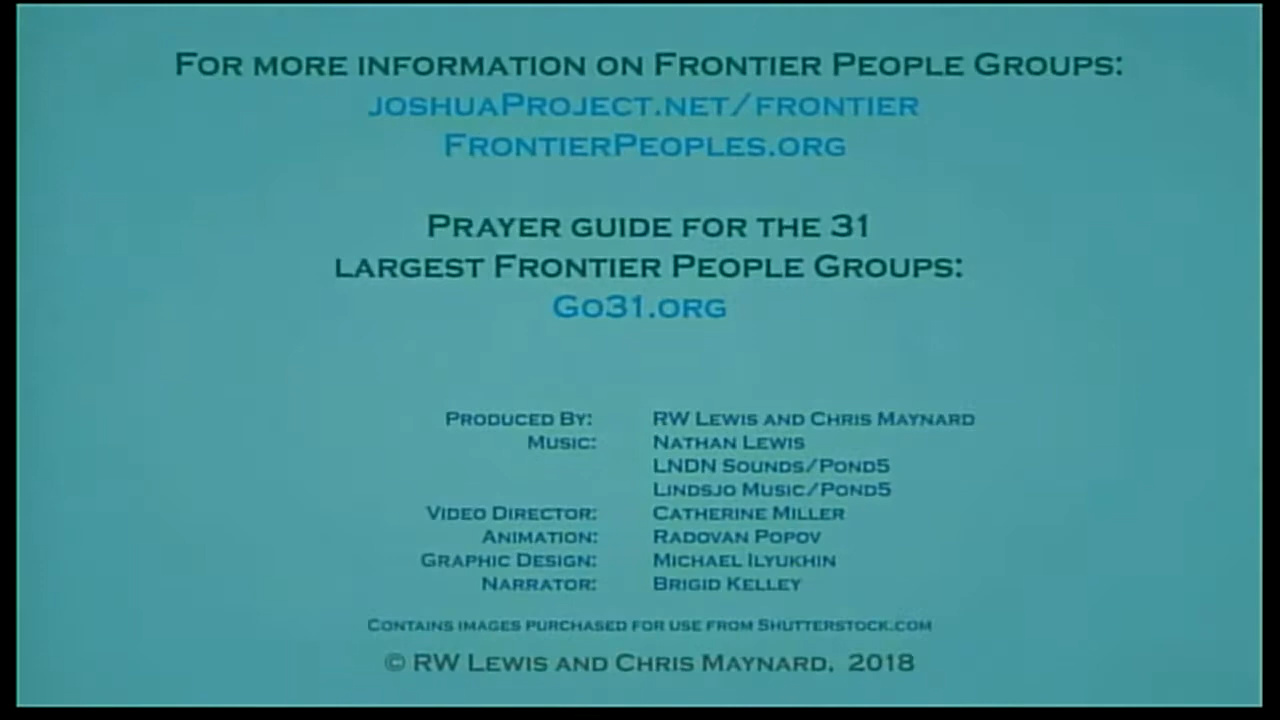 For more information on Frontier People Groups:
joshuaProject.net/frontier
FrontierPeoples.org
Prayer guide for the 31
largest Frontier People Groups:
Go31.org
Produced By: RW Lewis and Chris Maynard
Music: Nathan Lewis
LNDN Sounds/Pond5
Lindsjo Music/Pond5
Video Director: Catherine Miller
Animation: Radovan Popov
Graphic Design: Michael Ilyukhin
Narrator: Brigid Kelley
Contains images purchased for use from Shutterstock.com
© RW Lewis and Chris Maynard, 2018